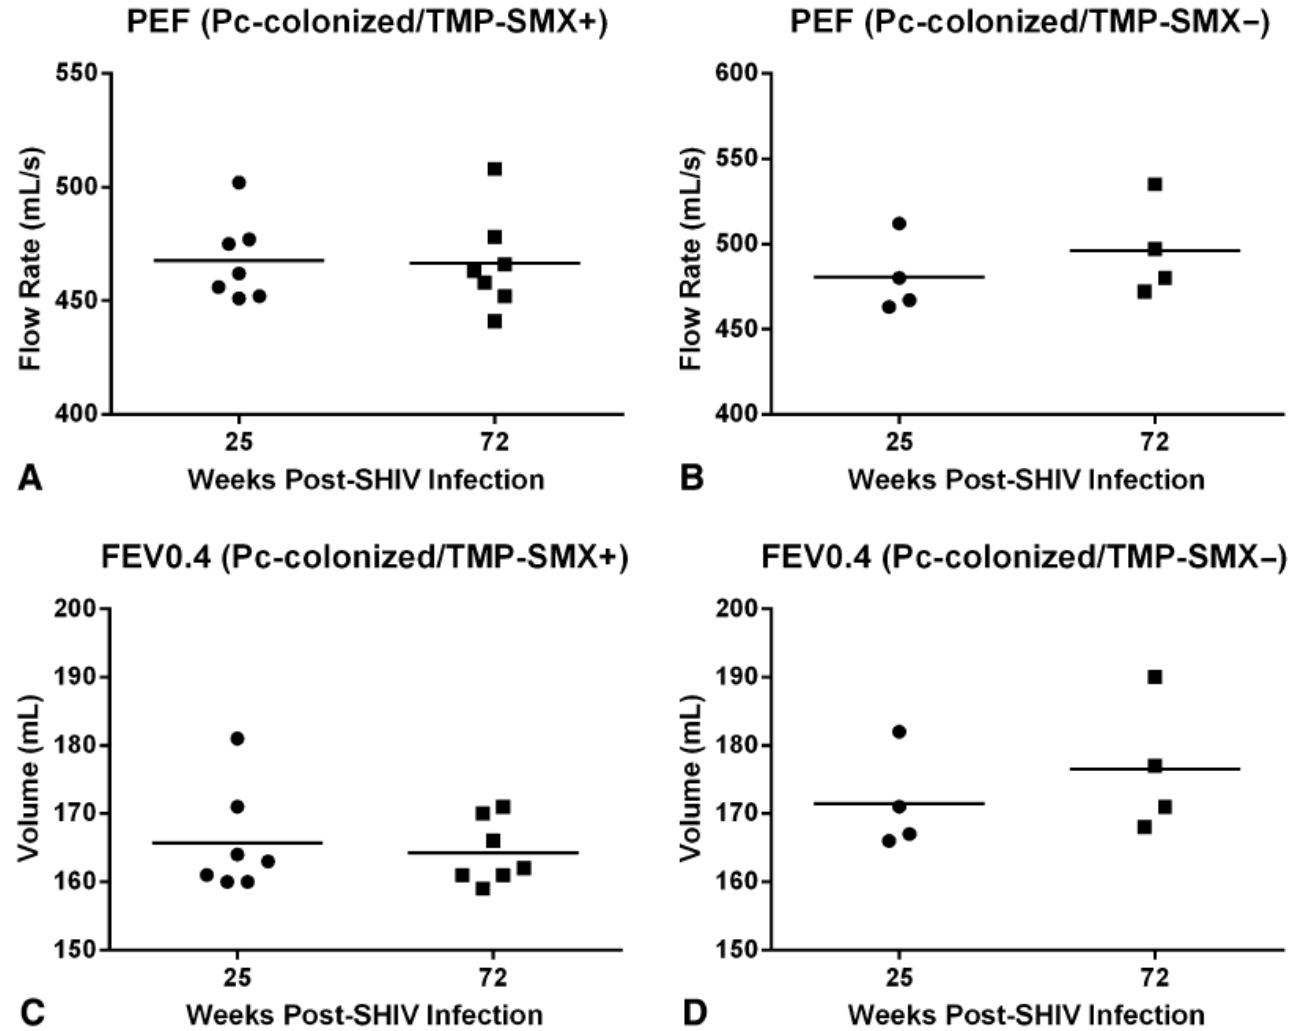 PEF (Pc-colonized/TMP-SMX+)
550
500
450
400
Flow Rate (mL/s)
25 72
Weeks Post-SHIV Infection
A
PEF (Pc-colonized/TMP-SMX−)
600
550
500
450
400
Flow Rate (mL/s)
25 72
Weeks Post-SHIV Infection
B
FEV0.4 (Pc-colonized/TMP-SMX+)
200
190
180
170
160
150
Volume (mL)
25 72
Weeks Post-SHIV Infection
C
FEV0.4 (Pc-colonized/TMP-SMX−)
200
190
180
170
160
150
Volume (mL)
25 72
Weeks Post-SHIV Infection
D